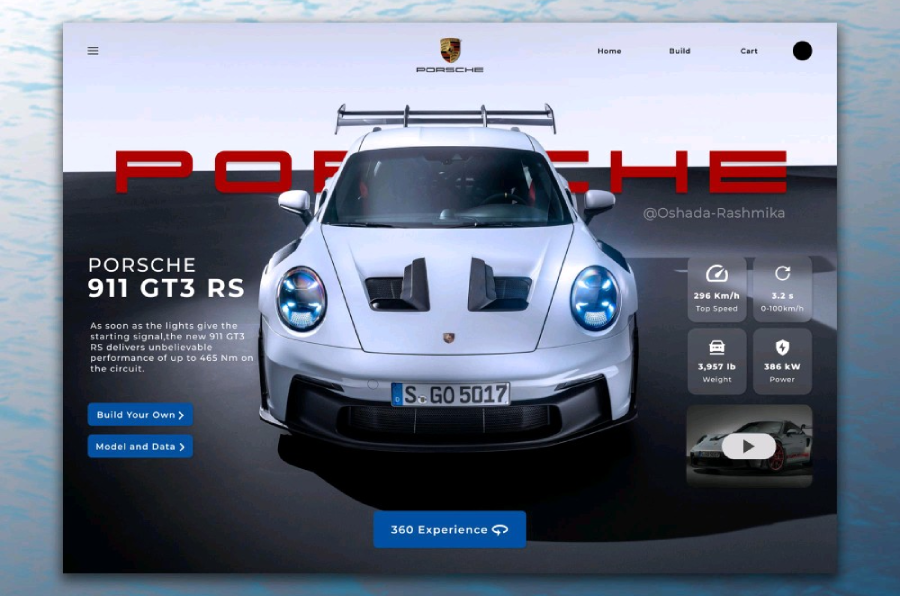 PORSCHE
Home
Build
Cart
PORSCHE
@Oshada-Rashmika
PORSCHE
911 GT3 RS
As soon as the lights give the
starting signal,the new 911 GT3
RS delivers unbelievable
performance of up to 465 Nm on
the circuit.
Build Your Own
Model and Data
296 Km/h
Top Speed
3.2 s
0-100km/h
3,957 lb
Weight
386 kW
Power
S GO 5017
360 Experience